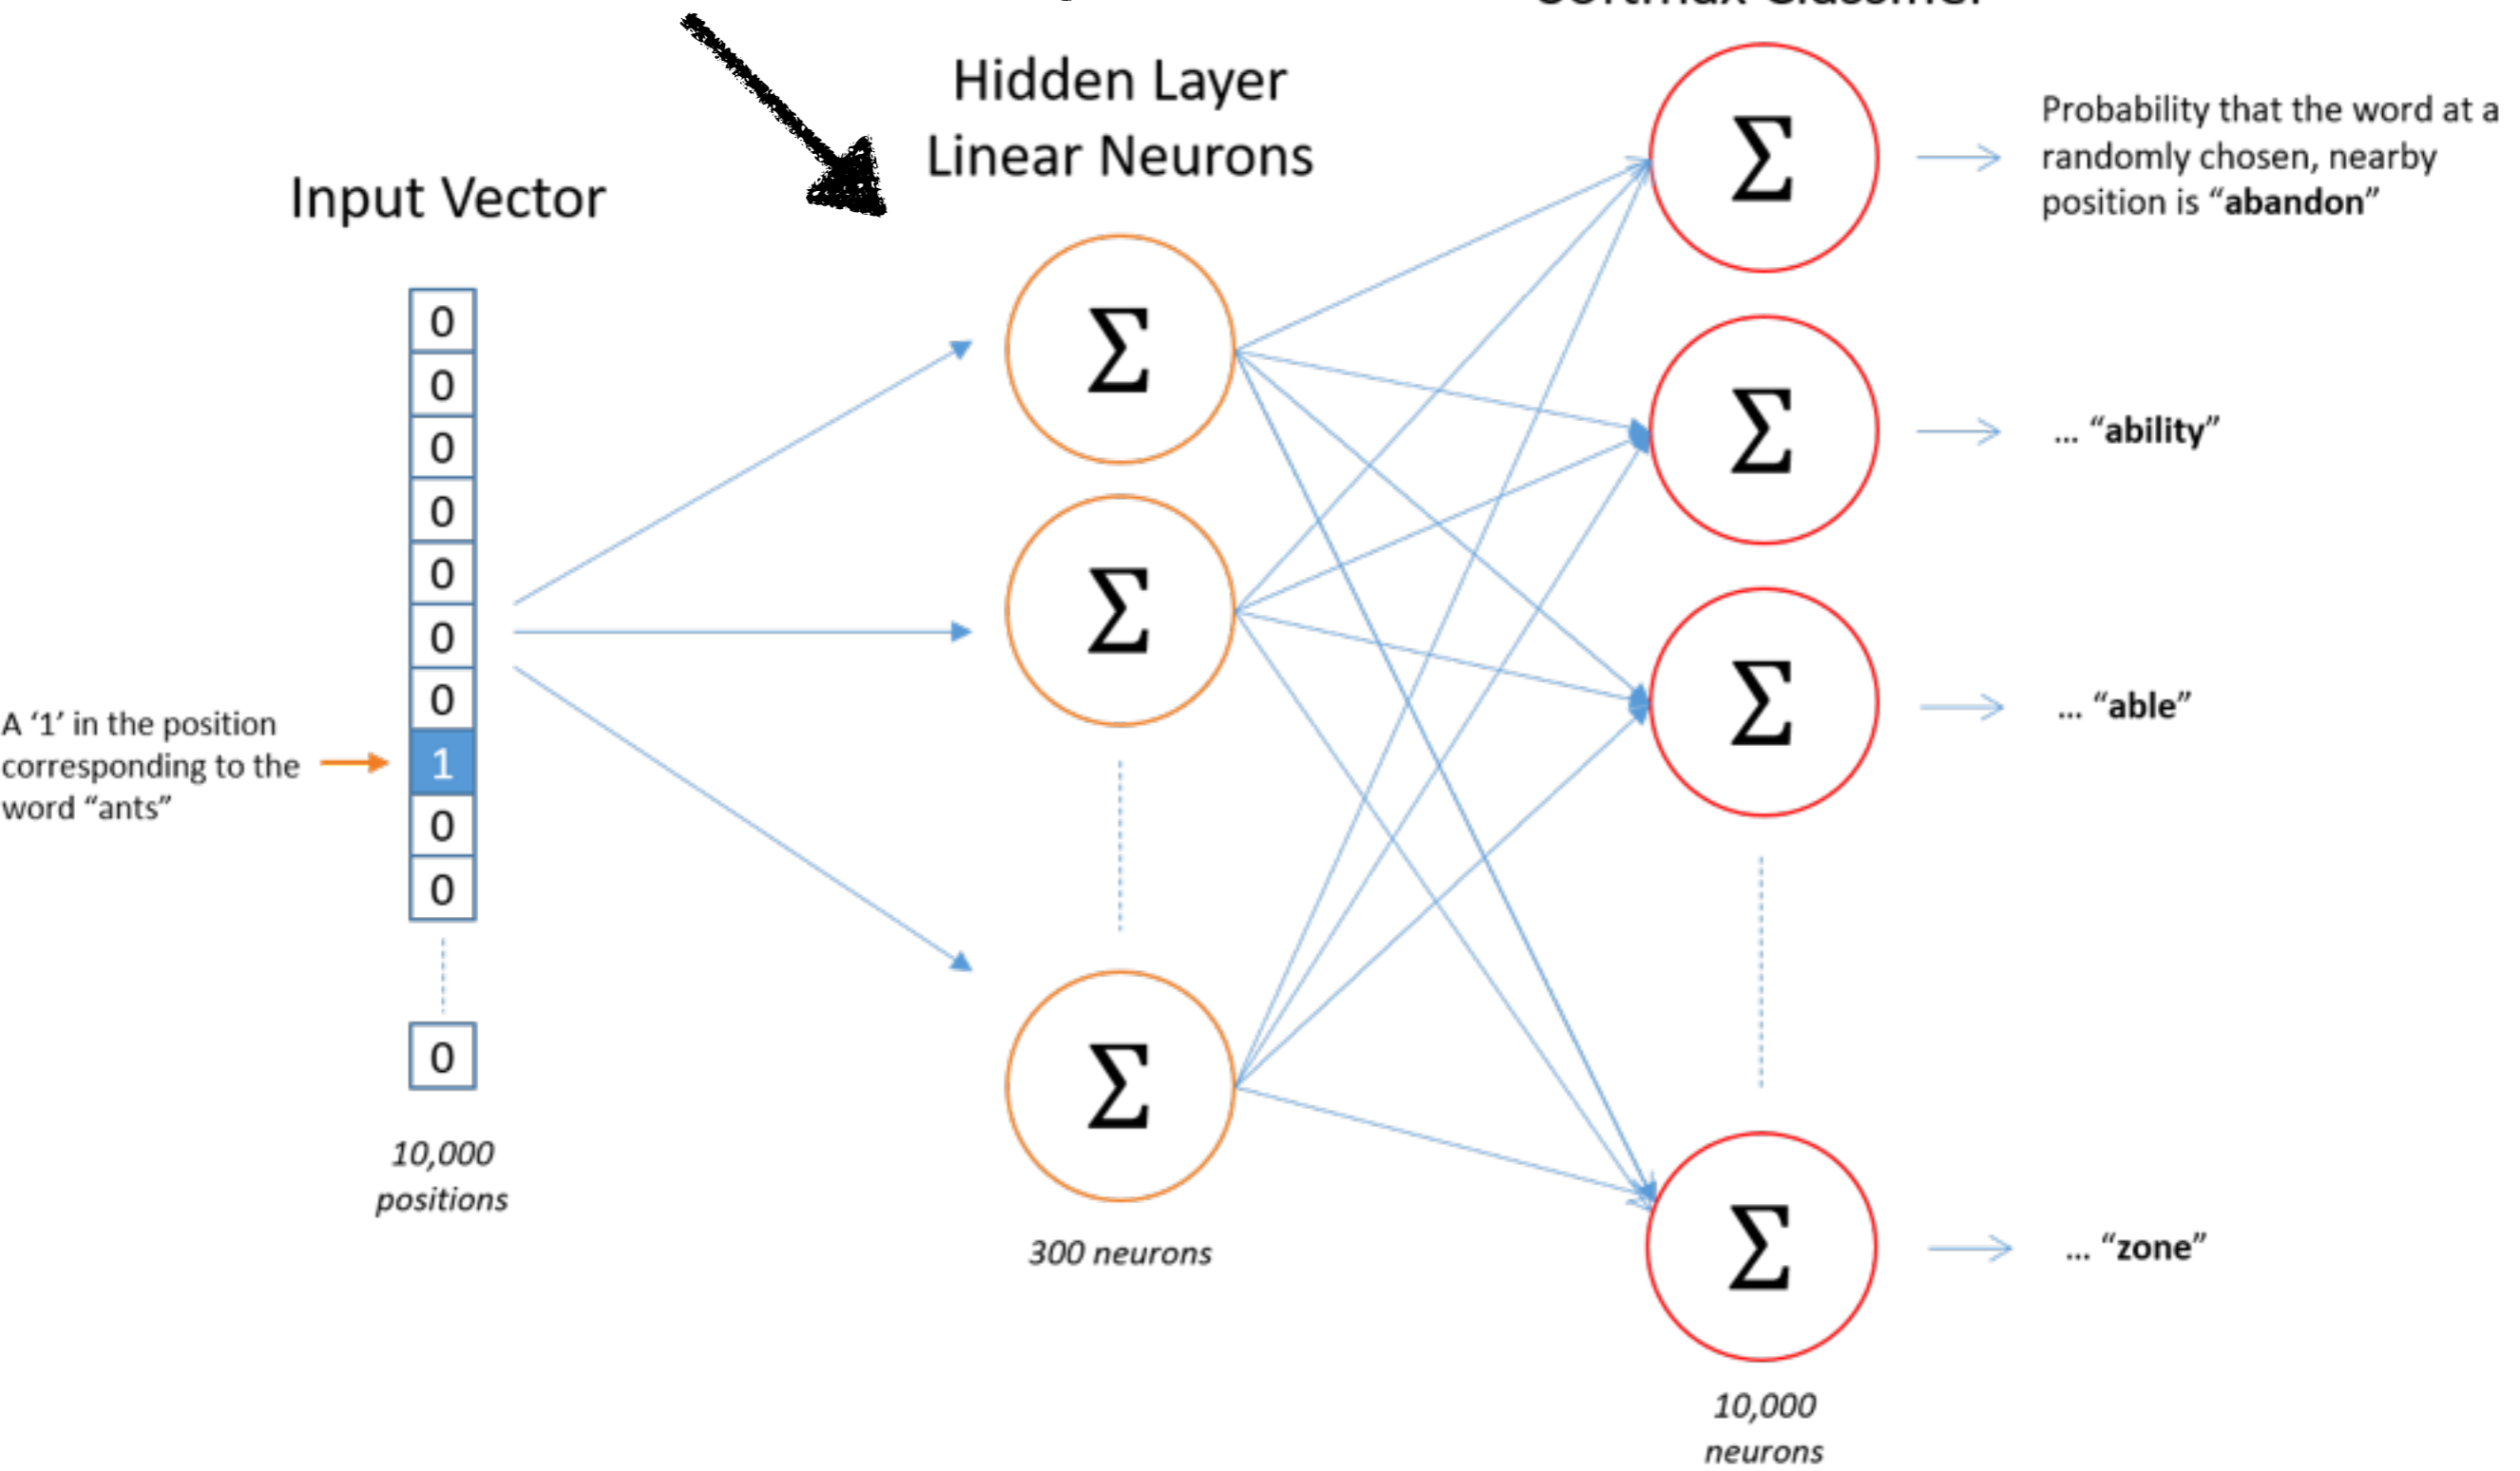 Hidden Layer
Linear Neurons
Input Vector
0
0
0
0
0
0
0
1
0
0
0
A ‘1’ in the position
corresponding to the
word “ants”
10,000
positions
Σ
Σ
Σ
300 neurons
Σ
Σ
Σ
Σ
10,000
neurons
Probability that the word at a
randomly chosen, nearby
position is “abandon”
... “ability”
... “able”
... “zone”